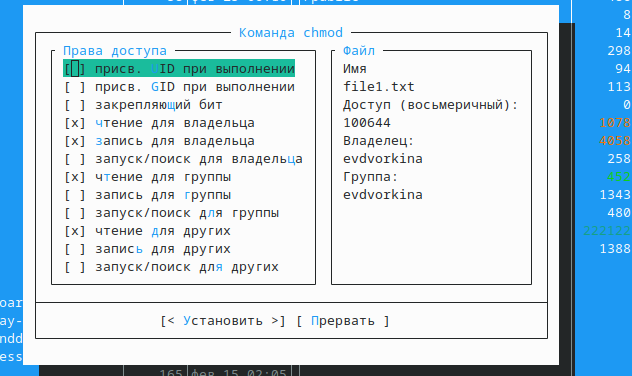 Команда chmod
Права доступа
[ ] присв. UID при выполнении
[ ] присв. GID при выполнении
[ ] закрепляющий бит
[x] чтение для владельца
[x] запись для владельца
[ ] запуск/поиск для владельца
[x] чтение для группы
[ ] запись для группы
[ ] запуск/поиск для группы
[x] чтение для других
[ ] запись для других
[ ] запуск/поиск для других
Файл
Имя
file1.txt
Доступ (восьмеричный):
100644
Владелец:
evdvorkina
Группа:
evdvorkina
[< Установить >] [ Прервать ]
8
14
298
94
113
0
1078
4058
258
452
1343
480
222122
1388
oar
ay-
ndd
ess
165 фев 15 02:05